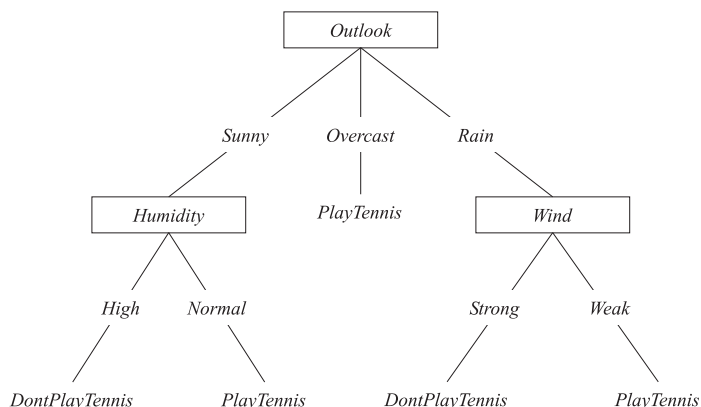 Outlook
Sunny Overcast Rain
Humidity PlayTennis Wind
High Normal Strong Weak
DontPlayTennis PlayTennis DontPlayTennis PlayTennis